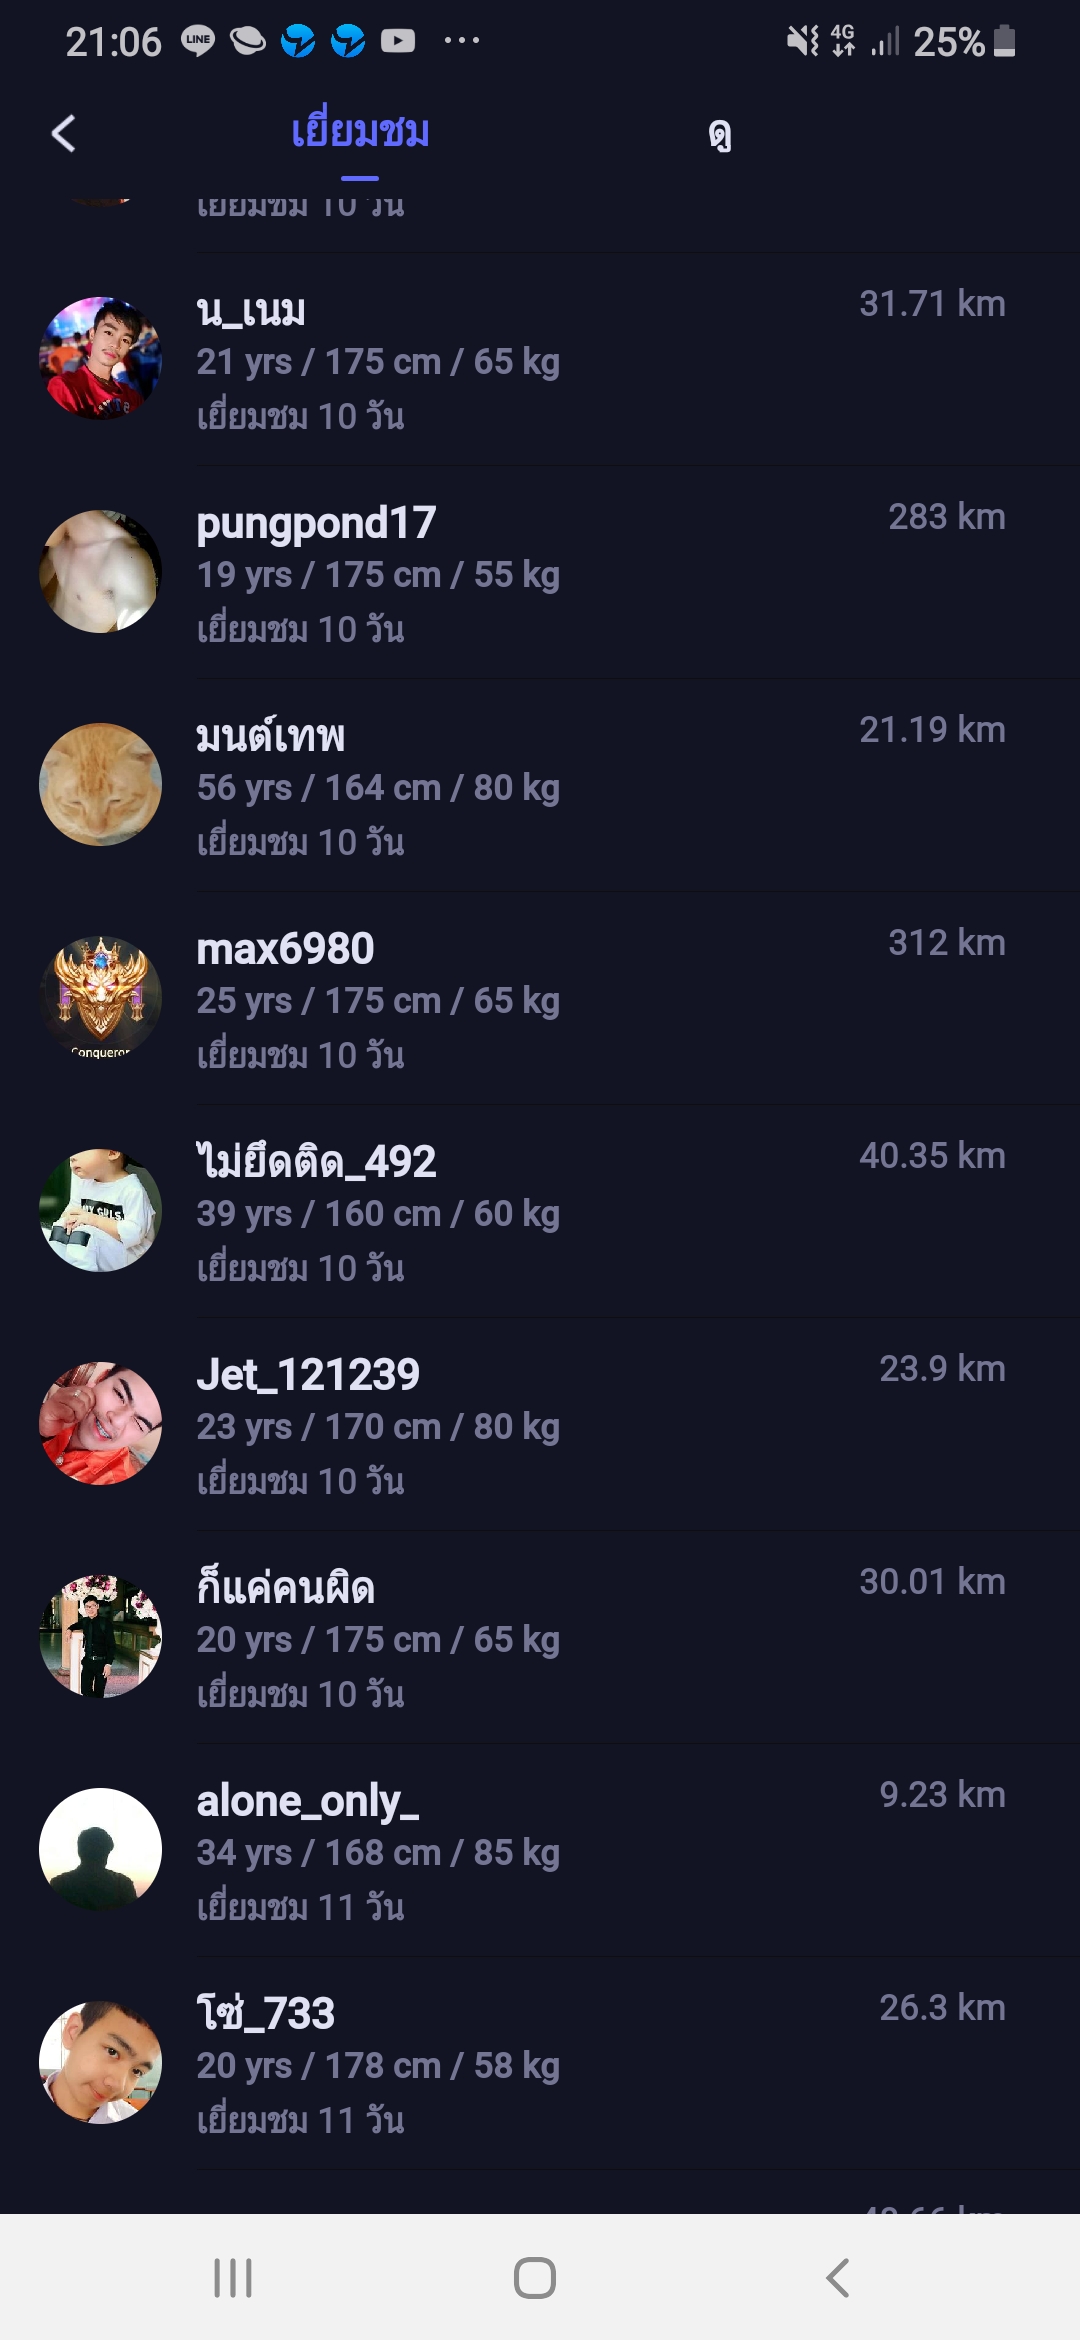 21:06 LINE 4G 25%
เยี่ยมชม ดู
เยี่ยมชม 10 วัน
น_เนม 31.71 km
21 yrs / 175 cm / 65 kg
เยี่ยมชม 10 วัน
pungpond17 283 km
19 yrs / 175 cm / 55 kg
เยี่ยมชม 10 วัน
มนต์เทพ 21.19 km
56 yrs / 164 cm / 80 kg
เยี่ยมชม 10 วัน
max6980 312 km
25 yrs / 175 cm / 65 kg
Conqueror
เยี่ยมชม 10 วัน
ไม่ยึดติด_492 40.35 km
39 yrs / 160 cm / 60 kg
เยี่ยมชม 10 วัน
Jet_121239 23.9 km
23 yrs / 170 cm / 80 kg
เยี่ยมชม 10 วัน
ก็แค่คนผิด 30.01 km
20 yrs / 175 cm / 65 kg
เยี่ยมชม 10 วัน
alone_only_ 9.23 km
34 yrs / 168 cm / 85 kg
เยี่ยมชม 11 วัน
โซ่_733 26.3 km
20 yrs / 178 cm / 58 kg
เยี่ยมชม 11 วัน